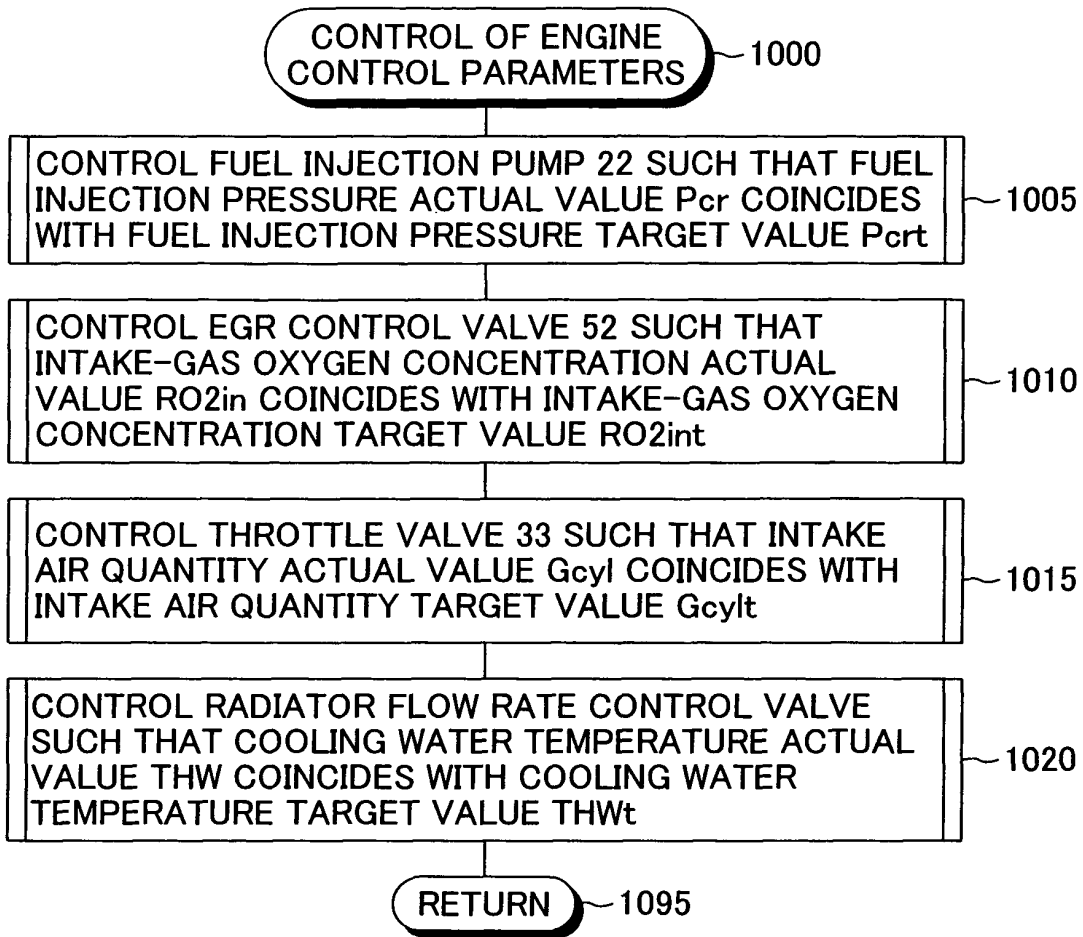 CONTROL OF ENGINE
CONTROL PARAMETERS
1000
CONTROL FUEL INJECTION PUMP 22 SUCH THAT FUEL
INJECTION PRESSURE ACTUAL VALUE Pcr COINCIDES
WITH FUEL INJECTION PRESSURE TARGET VALUE Pcrt
1005
CONTROL EGR CONTROL VALVE 52 SUCH THAT
INTAKE-GAS OXYGEN CONCENTRATION ACTUAL
VALUE RO2in COINCIDES WITH INTAKE-GAS OXYGEN
CONCENTRATION TARGET VALUE RO2int
1010
CONTROL THROTTLE VALVE 33 SUCH THAT INTAKE
AIR QUANTITY ACTUAL VALUE Gcyl COINCIDES WITH
INTAKE AIR QUANTITY TARGET VALUE Gcylt
1015
CONTROL RADIATOR FLOW RATE CONTROL VALVE
SUCH THAT COOLING WATER TEMPERATURE ACTUAL
VALUE THW COINCIDES WITH COOLING WATER
TEMPERATURE TARGET VALUE THWt
1020
RETURN
1095